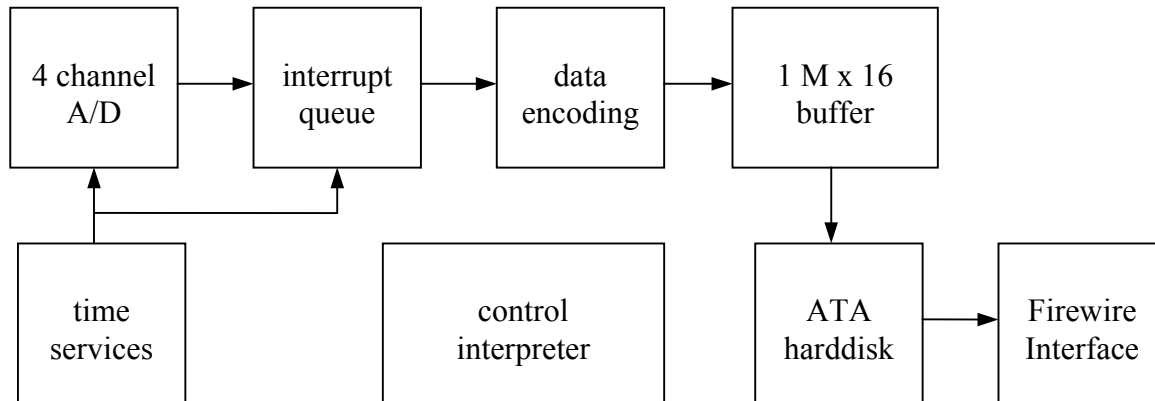 4 channel
A/D
interrupt
queue
data
encoding
1 M x 16
buffer
time
services
control
interpreter
ATA
harddisk
Firewire
Interface